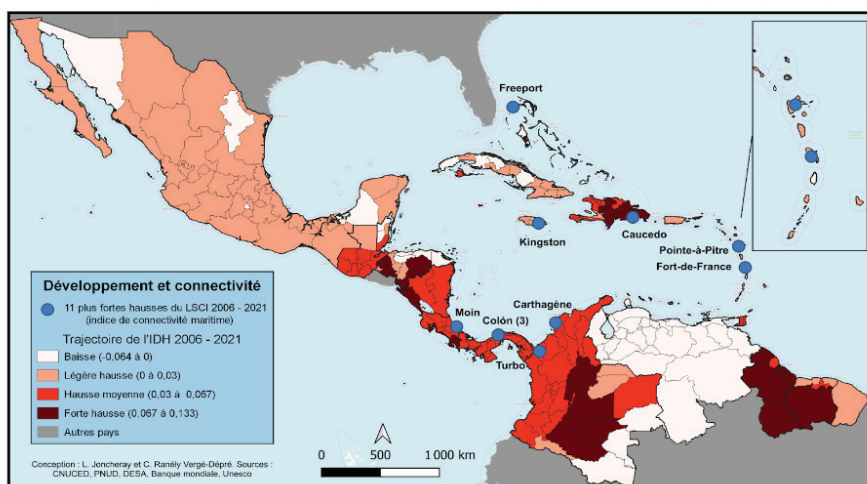 Freeport
Kingston
Caucedo
Pointe-à-Pitre
Fort-de-France
Moin
Colón (3)
Carthagène
Turbo
Développement et connectivité
11 plus fortes hausses du LSCI 2006 - 2021
(indice de connectivité maritime)
Trajectoire de l'IDH 2006 - 2021
Baisse (-0,064 à 0)
Légère hausse (0 à 0,03)
Hausse moyenne (0,03 à 0,067)
Forte hausse (0,067 à 0,133)
Autres pays
0 500 1 000 km
Conception : L. Joncheray et C. Ranély Vergé-Dépré. Sources :
CNUCED, PNUD, DESA, Banque mondiale, Unesco